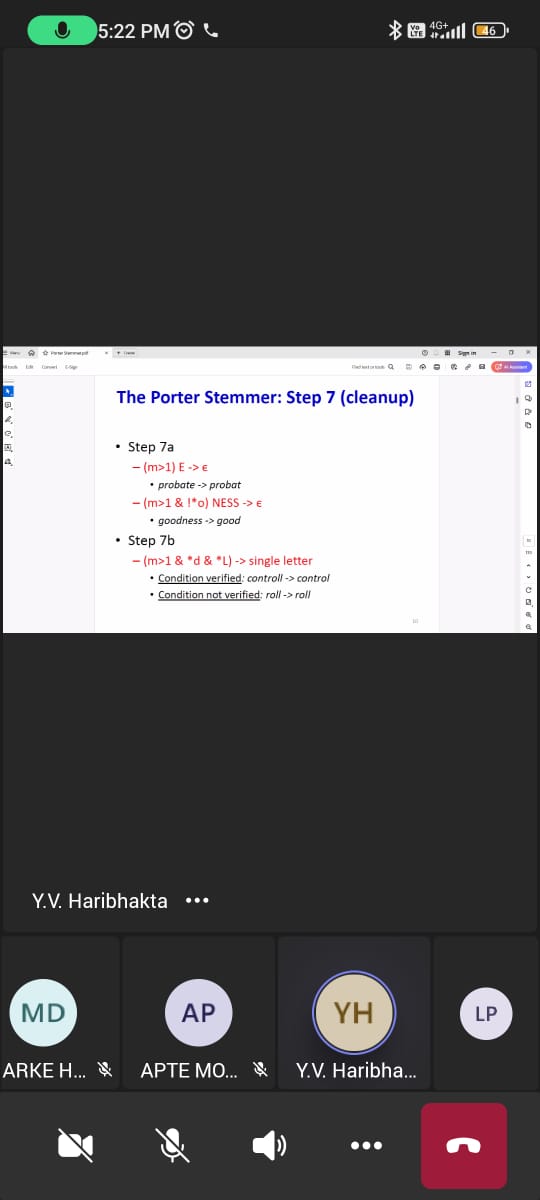 5:22 PM
4G+
Vo
LTE
46
Menu
Porter Stemmer.pdf
+ Create
Sign in
All tools
Edit
Convert
E-Sign
Find text or tools
AI Assistant
The Porter Stemmer: Step 7 (cleanup)
• Step 7a
– (m>1) E -> ϵ
• probate -> probat
– (m>1 & !*o) NESS -> ϵ
• goodness -> good
• Step 7b
– (m>1 & *d & *L) -> single letter
• Condition verified: controll -> control
• Condition not verified: roll -> roll
Y.V. Haribhakta
MD
AP
YH
LP
ARKE H...
APTE MO...
Y.V. Haribha...